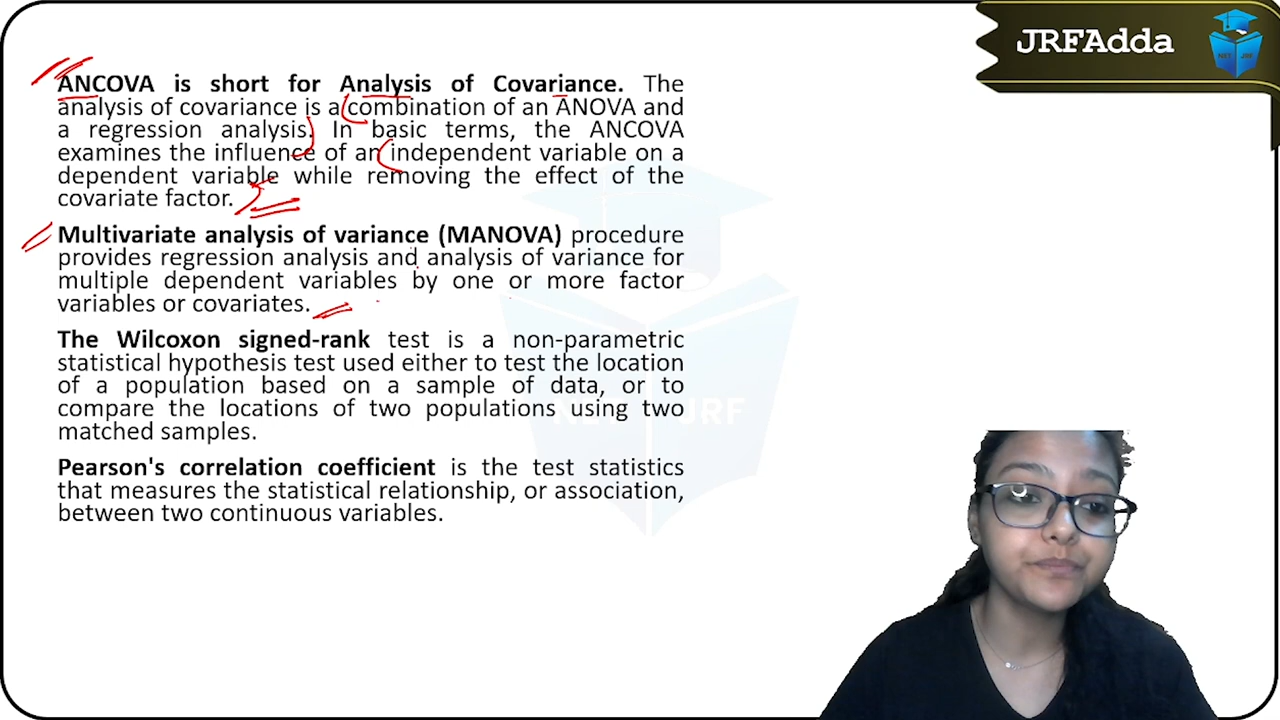 JRFAdda
NET JRF
ANCOVA is short for Analysis of Covariance. The
analysis of covariance is a combination of an ANOVA and
a regression analysis. In basic terms, the ANCOVA
examines the influence of an independent variable on a
dependent variable while removing the effect of the
covariate factor.
Multivariate analysis of variance (MANOVA) procedure
provides regression analysis and analysis of variance for
multiple dependent variables by one or more factor
variables or covariates.
The Wilcoxon signed-rank test is a non-parametric
statistical hypothesis test used either to test the location
of a population based on a sample of data, or to
compare the locations of two populations using two
matched samples.
Pearson's correlation coefficient is the test statistics
that measures the statistical relationship, or association,
between two continuous variables.
NET JRF